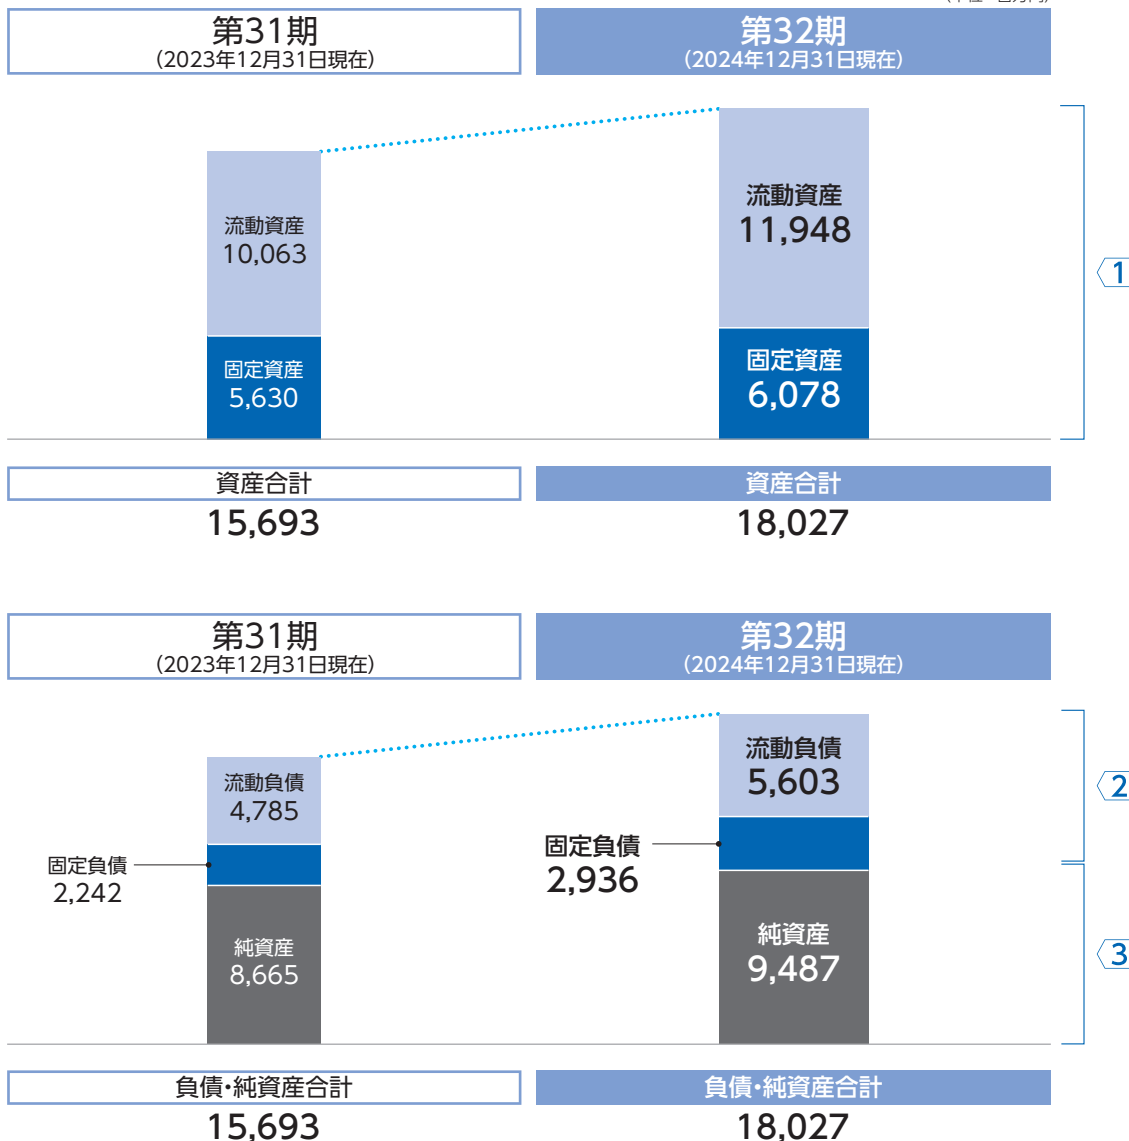 第31期
（2023年12月31日現在）
第32期
（2024年12月31日現在）
流動資産
10,063
固定資産
5,630
流動資産
11,948
固定資産
6,078
1
資産合計
15,693
資産合計
18,027
第31期
（2023年12月31日現在）
第32期
（2024年12月31日現在）
流動負債
4,785
固定負債
2,242
純資産
8,665
流動負債
5,603
固定負債
2,936
純資産
9,487
2
3
負債・純資産合計
15,693
負債・純資産合計
18,027